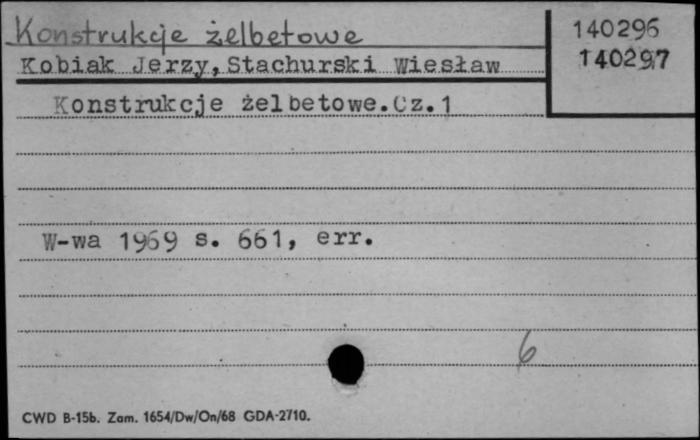 Konstrukcje żelbetowe
140296
140297
Kobiak Jerzy, Stachurski Wiesław
Konstrukcje żelbetowe.Cz.1
W-wa 1969 s. 661, err.
6
CWD B-15b. Zam. 1654/Dw/On/68 GDA-2710.